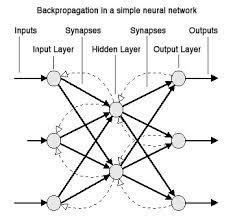 Backpropagation in a simple neural network
Inputs Synapses Synapses Outputs
Input Layer Hidden Layer Output Layer